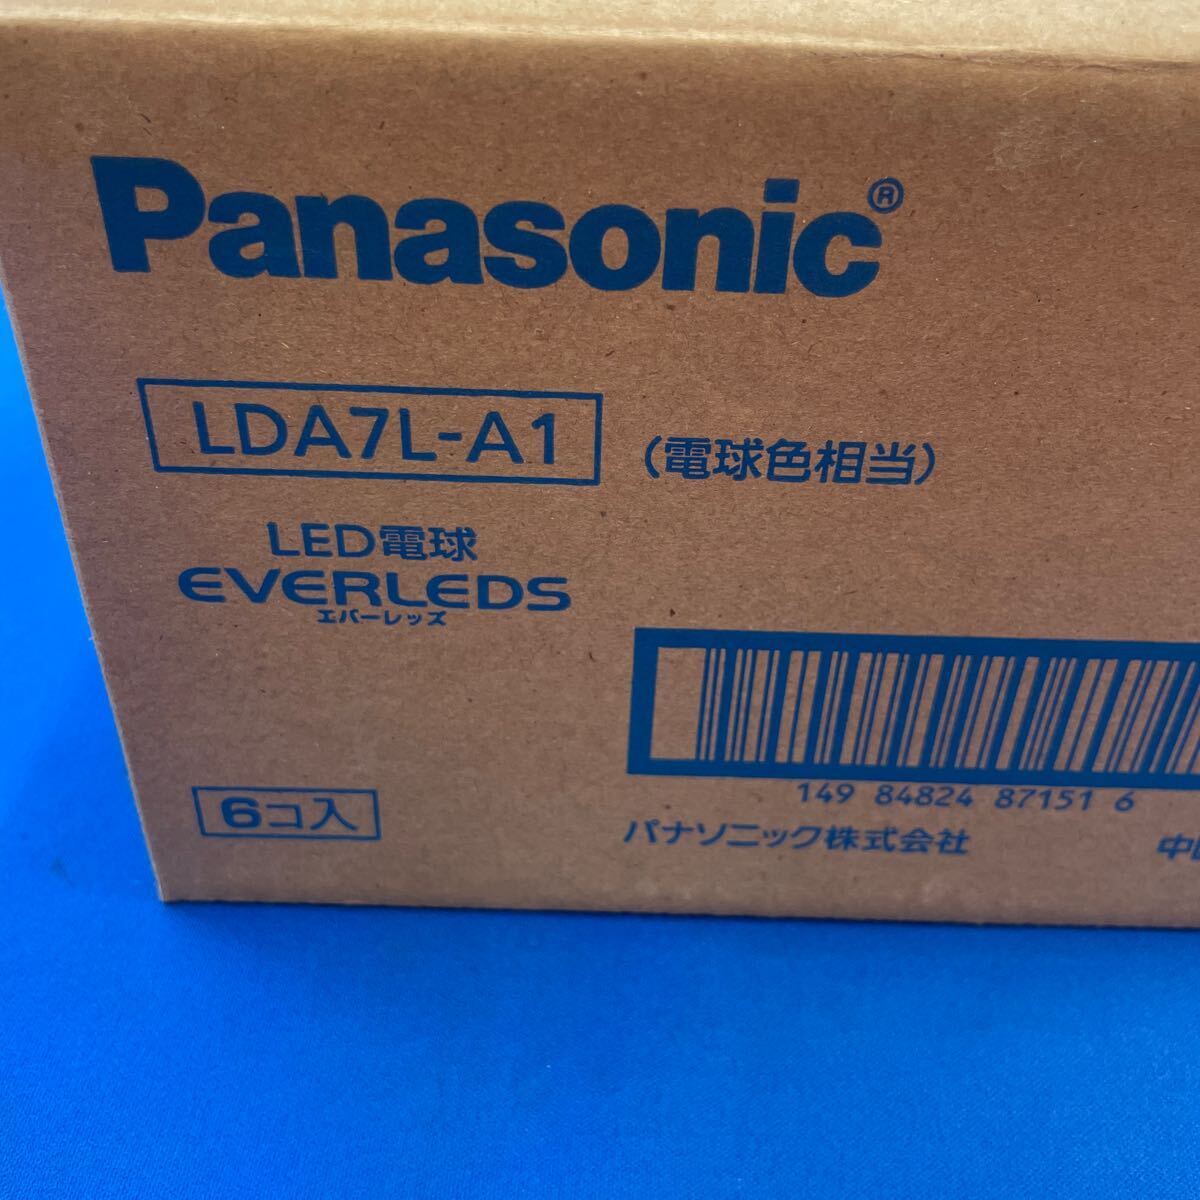 Panasonic®
LDA7L-A1 (電球色相当)
LED電球
EVERLEDS
エバーレッズ
6コ入
149 84824 87151 6
パナソニック株式会社
中